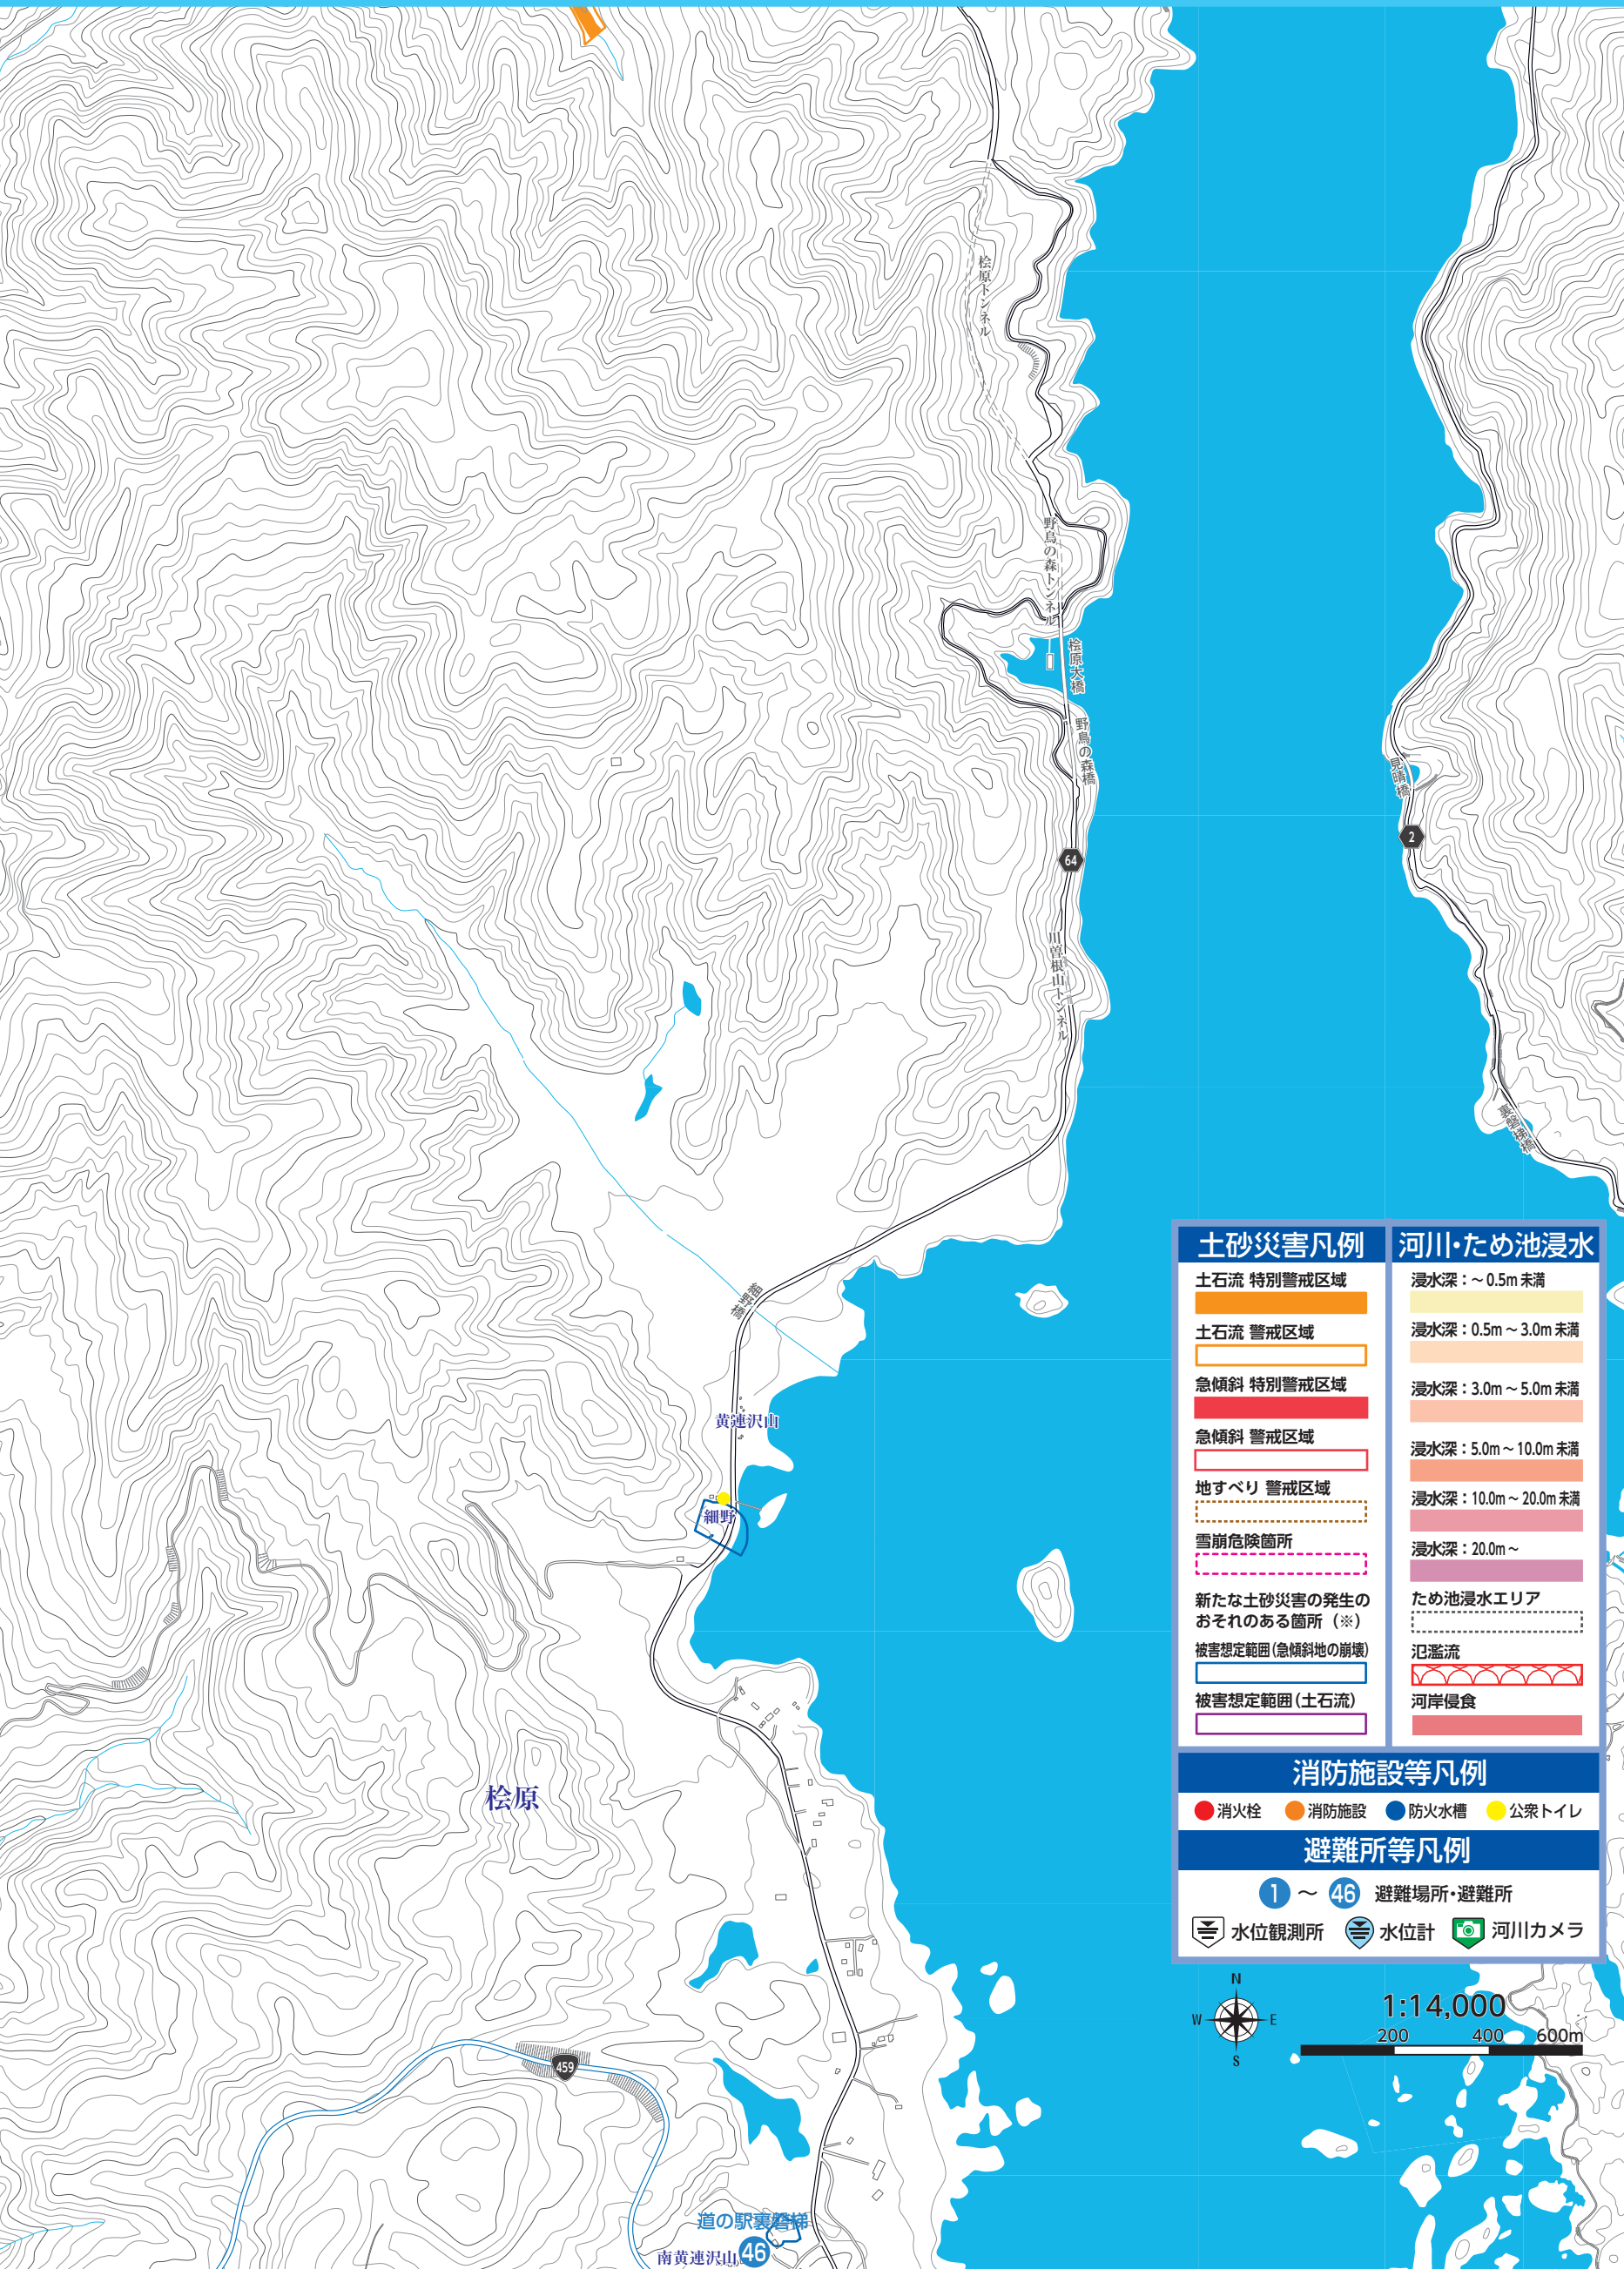 桧原トンネル
野鳥の森トンネル
桧原大橋
野鳥の森橋
見晴橋
2
64
川曽根山トンネル
裏磐梯橋
細野橋
黄連沢山
細野
桧原
459
道の駅裏磐梯
南黄連沢山
46
土砂災害凡例
土石流 特別警戒区域
土石流 警戒区域
急傾斜 特別警戒区域
急傾斜 警戒区域
地すべり 警戒区域
雪崩危険箇所
新たな土砂災害の発生の
おそれのある箇所（※）
被害想定範囲（急傾斜地の崩壊）
被害想定範囲（土石流）
河川・ため池浸水
浸水深：～0.5m 未満
浸水深：0.5m～3.0m 未満
浸水深：3.0m～5.0m 未満
浸水深：5.0m～10.0m 未満
浸水深：10.0m～20.0m 未満
浸水深：20.0m～
ため池浸水エリア
氾濫流
河岸侵食
消防施設等凡例
消火栓 消防施設 防火水槽 公衆トイレ
避難所等凡例
1 ～ 46 避難場所・避難所
水位観測所 水位計 河川カメラ
N
W E
S
1:14,000
200 400 600m